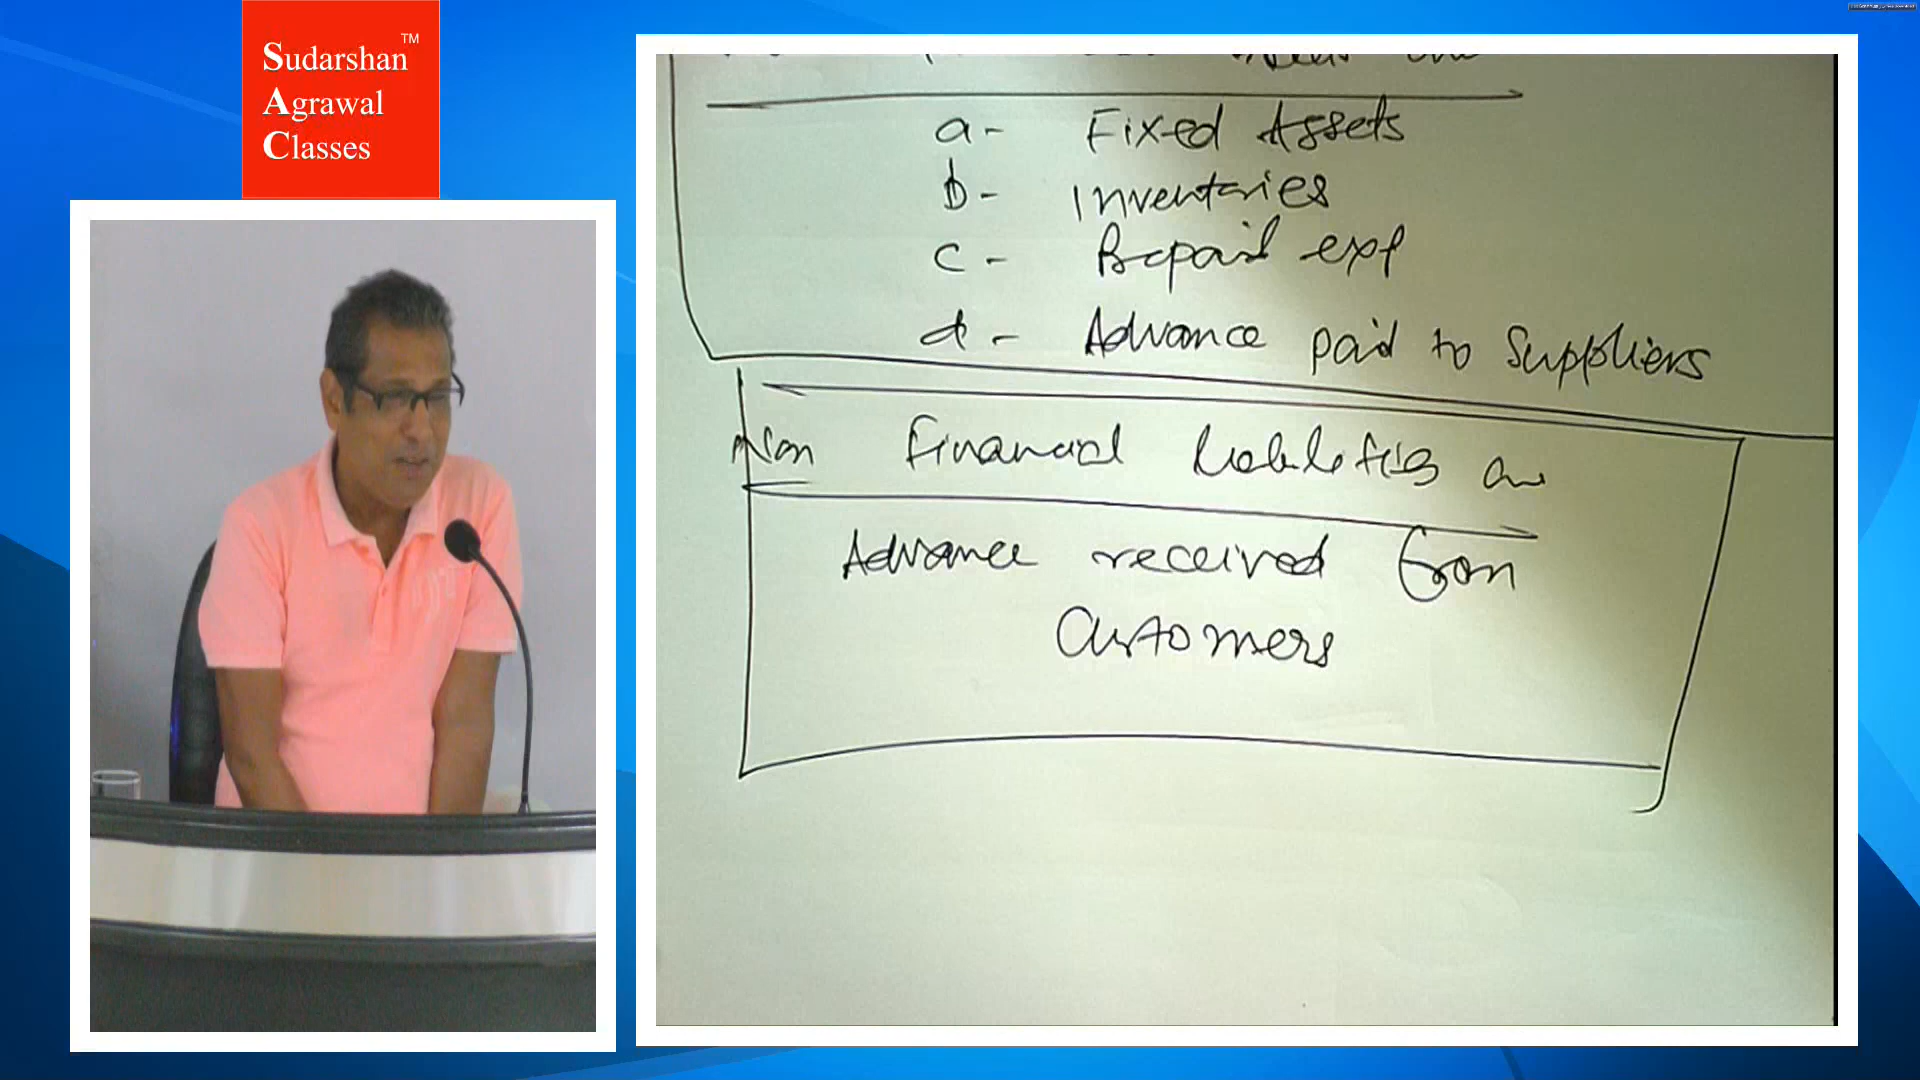 Sudarshan™
Agrawal
Classes
a- Fixed Assets
b- Inventories
c- Prepaid exp
d- Advance paid to Suppliers
Non Financial Liabilities are
Advance received from
Customers